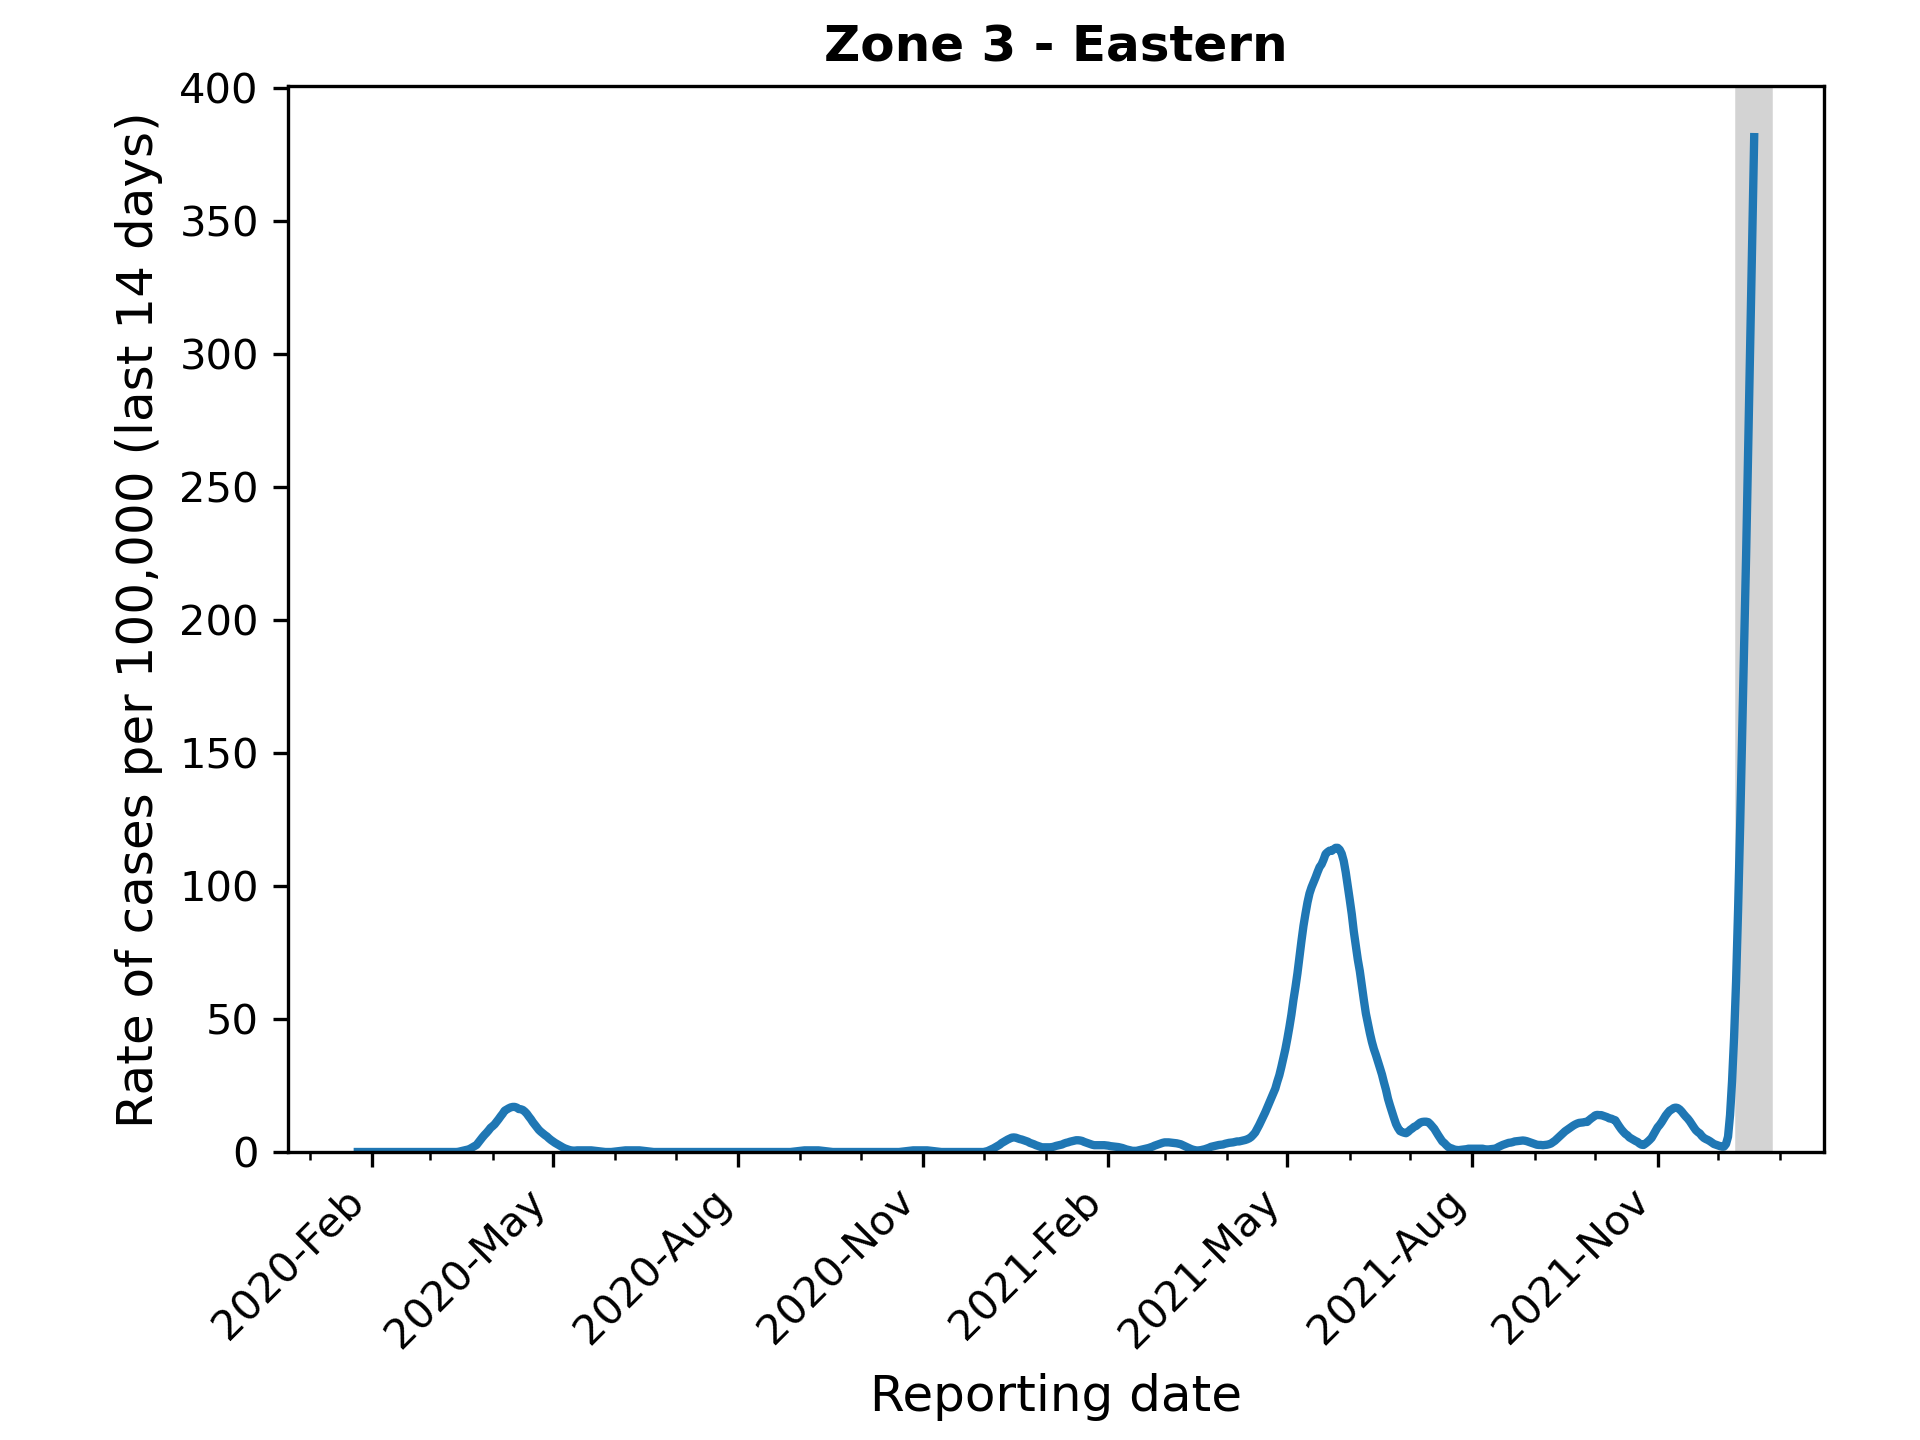 Zone 3 - Eastern
Rate of cases per 100,000 (last 14 days)
400
350
300
250
200
150
100
50
0
2020-Feb
2020-May
2020-Aug
2020-Nov
2021-Feb
2021-May
2021-Aug
2021-Nov
Reporting date